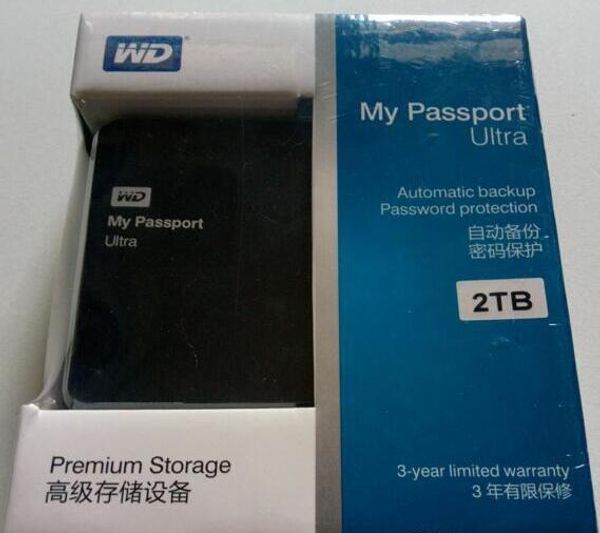 WD
My Passport
Ultra
Automatic backup
Password protection
自动备份
密码保护
2TB
WD
My Passport
Ultra
Premium Storage
高级存储设备
3-year limited warranty
3 年有限保修